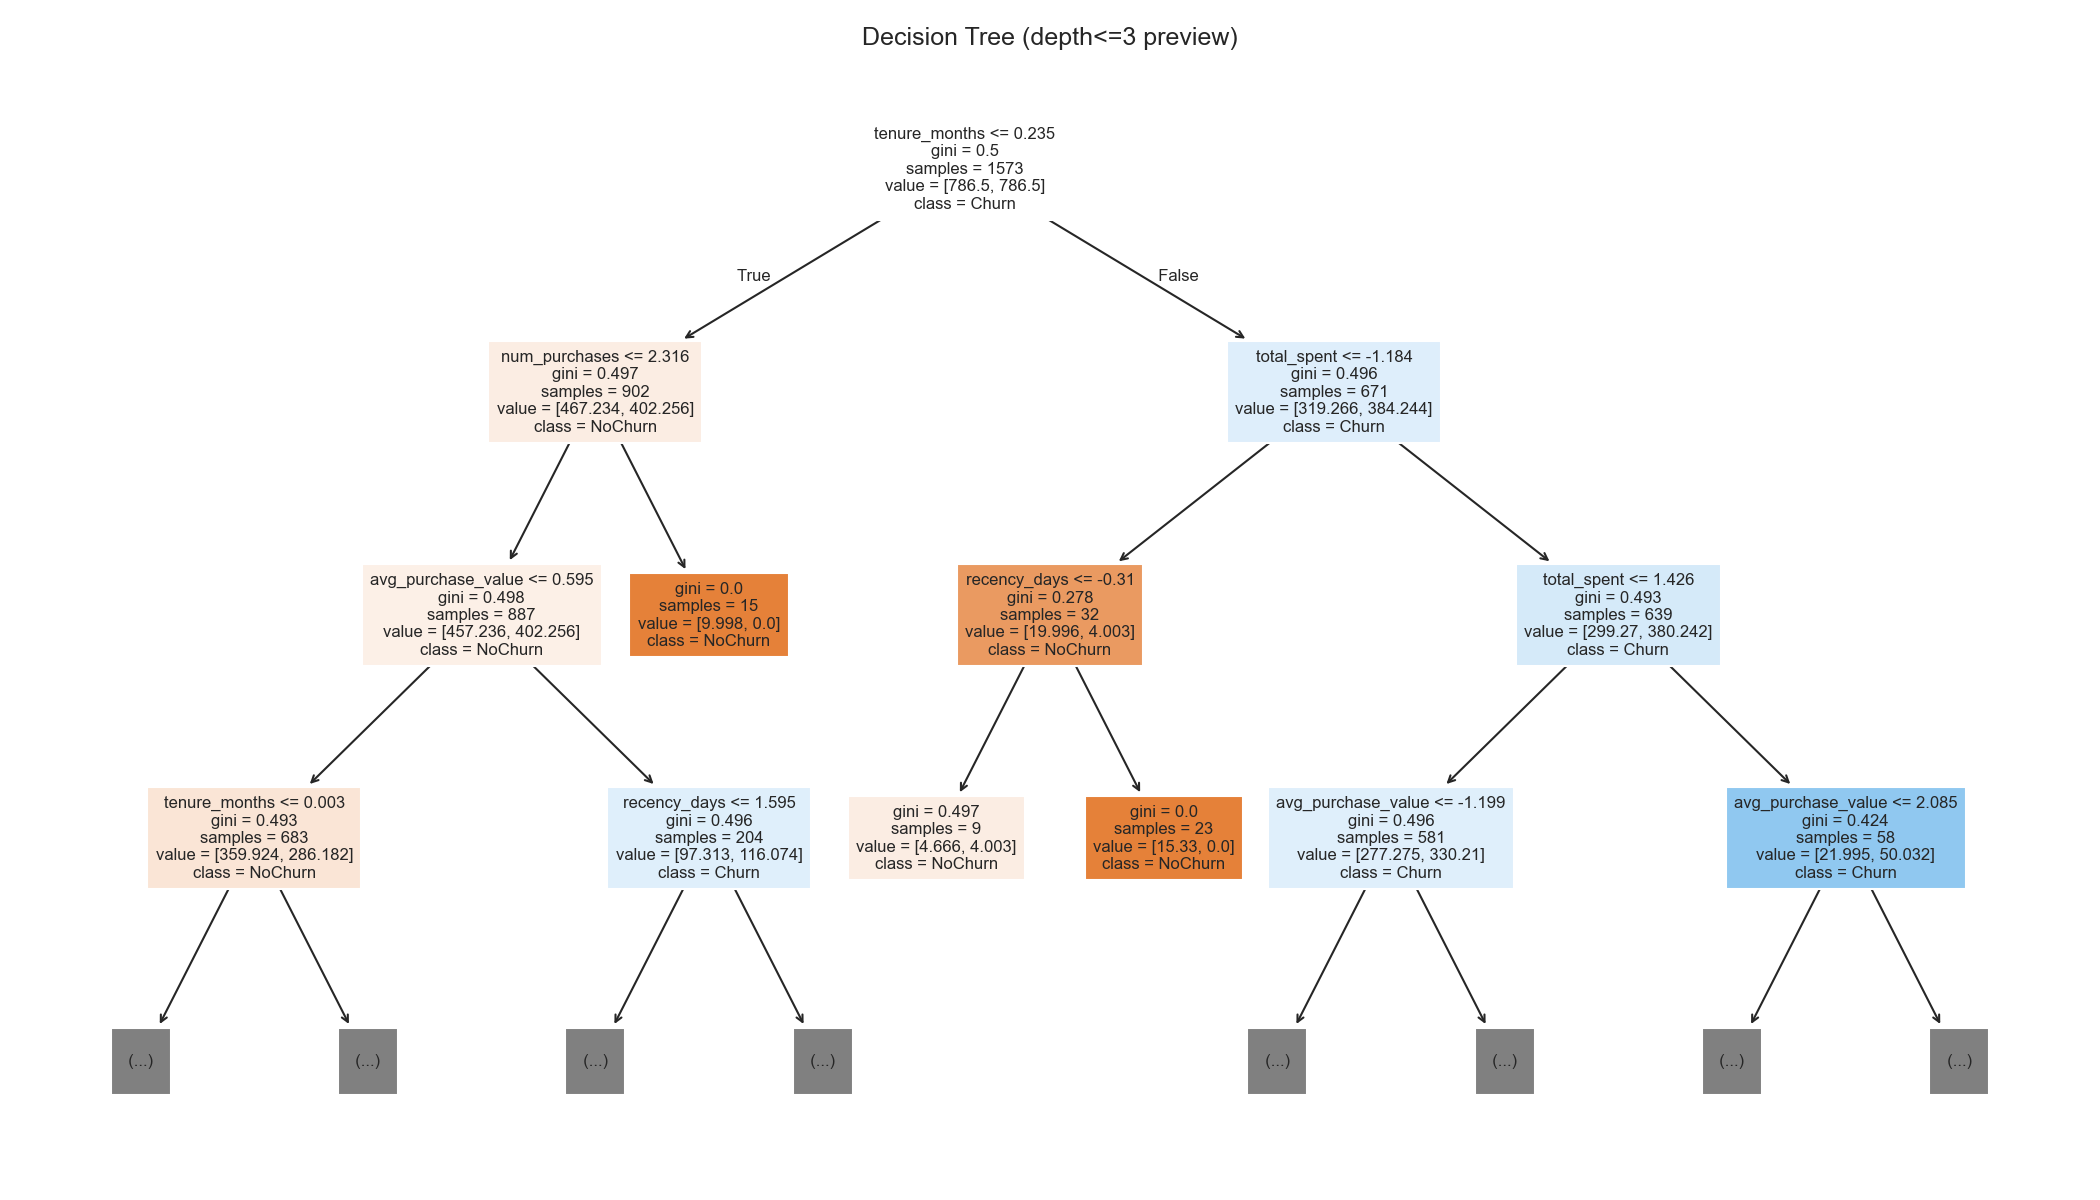 Decision Tree (depth<=3 preview)
tenure_months <= 0.235
gini = 0.5
samples = 1573
value = [786.5, 786.5]
class = Churn
True
False
num_purchases <= 2.316
gini = 0.497
samples = 902
value = [467.234, 402.256]
class = NoChurn
total_spent <= -1.184
gini = 0.496
samples = 671
value = [319.266, 384.244]
class = Churn
avg_purchase_value <= 0.595
gini = 0.498
samples = 887
value = [457.236, 402.256]
class = NoChurn
gini = 0.0
samples = 15
value = [9.998, 0.0]
class = NoChurn
recency_days <= -0.31
gini = 0.278
samples = 32
value = [19.996, 4.003]
class = NoChurn
total_spent <= 1.426
gini = 0.493
samples = 639
value = [299.27, 380.242]
class = Churn
tenure_months <= 0.003
gini = 0.493
samples = 683
value = [359.924, 286.182]
class = NoChurn
recency_days <= 1.595
gini = 0.496
samples = 204
value = [97.313, 116.074]
class = Churn
gini = 0.497
samples = 9
value = [4.666, 4.003]
class = NoChurn
gini = 0.0
samples = 23
value = [15.33, 0.0]
class = NoChurn
avg_purchase_value <= -1.199
gini = 0.496
samples = 581
value = [277.275, 330.21]
class = Churn
avg_purchase_value <= 2.085
gini = 0.424
samples = 58
value = [21.995, 50.032]
class = Churn
(...)
(...)
(...)
(...)
(...)
(...)
(...)
(...)